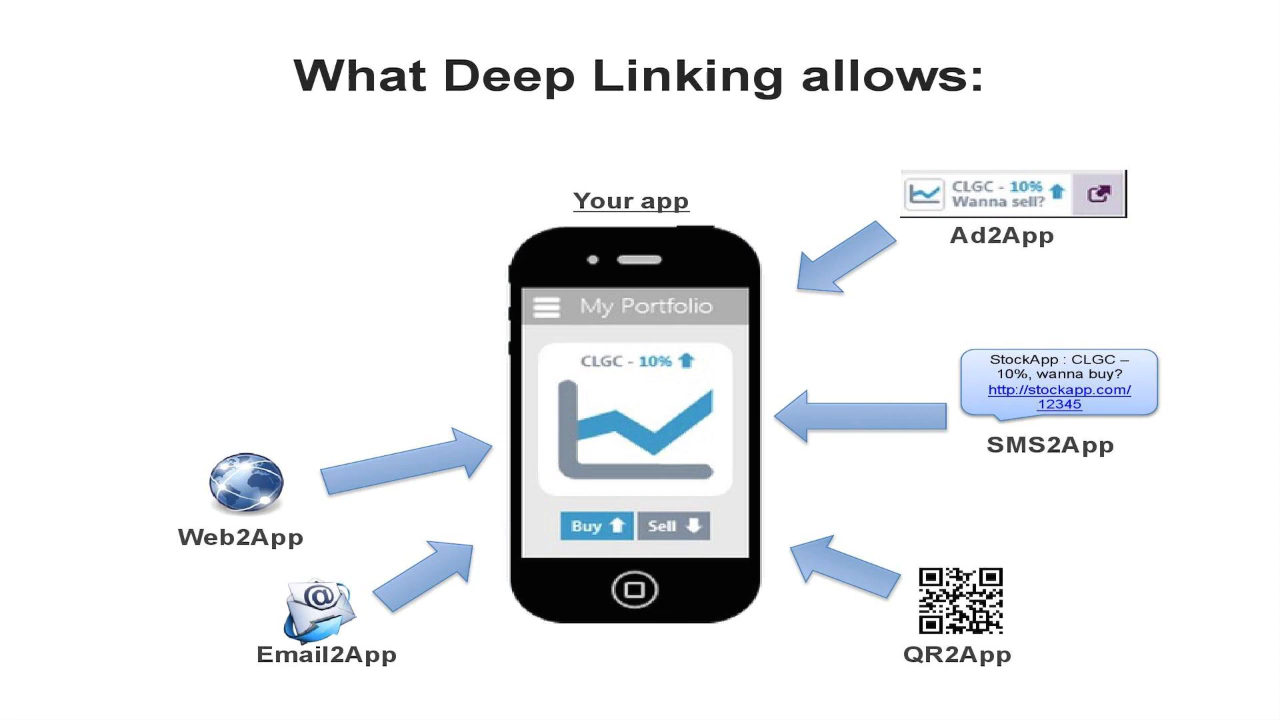 What Deep Linking allows:
Your app
CLGC - 10%
Wanna sell?
Ad2App
My Portfolio
CLGC - 10%
StockApp : CLGC –
10%, wanna buy?
http://stockapp.com/
12345
SMS2App
Web2App
Buy
Sell
@
Email2App
QR2App